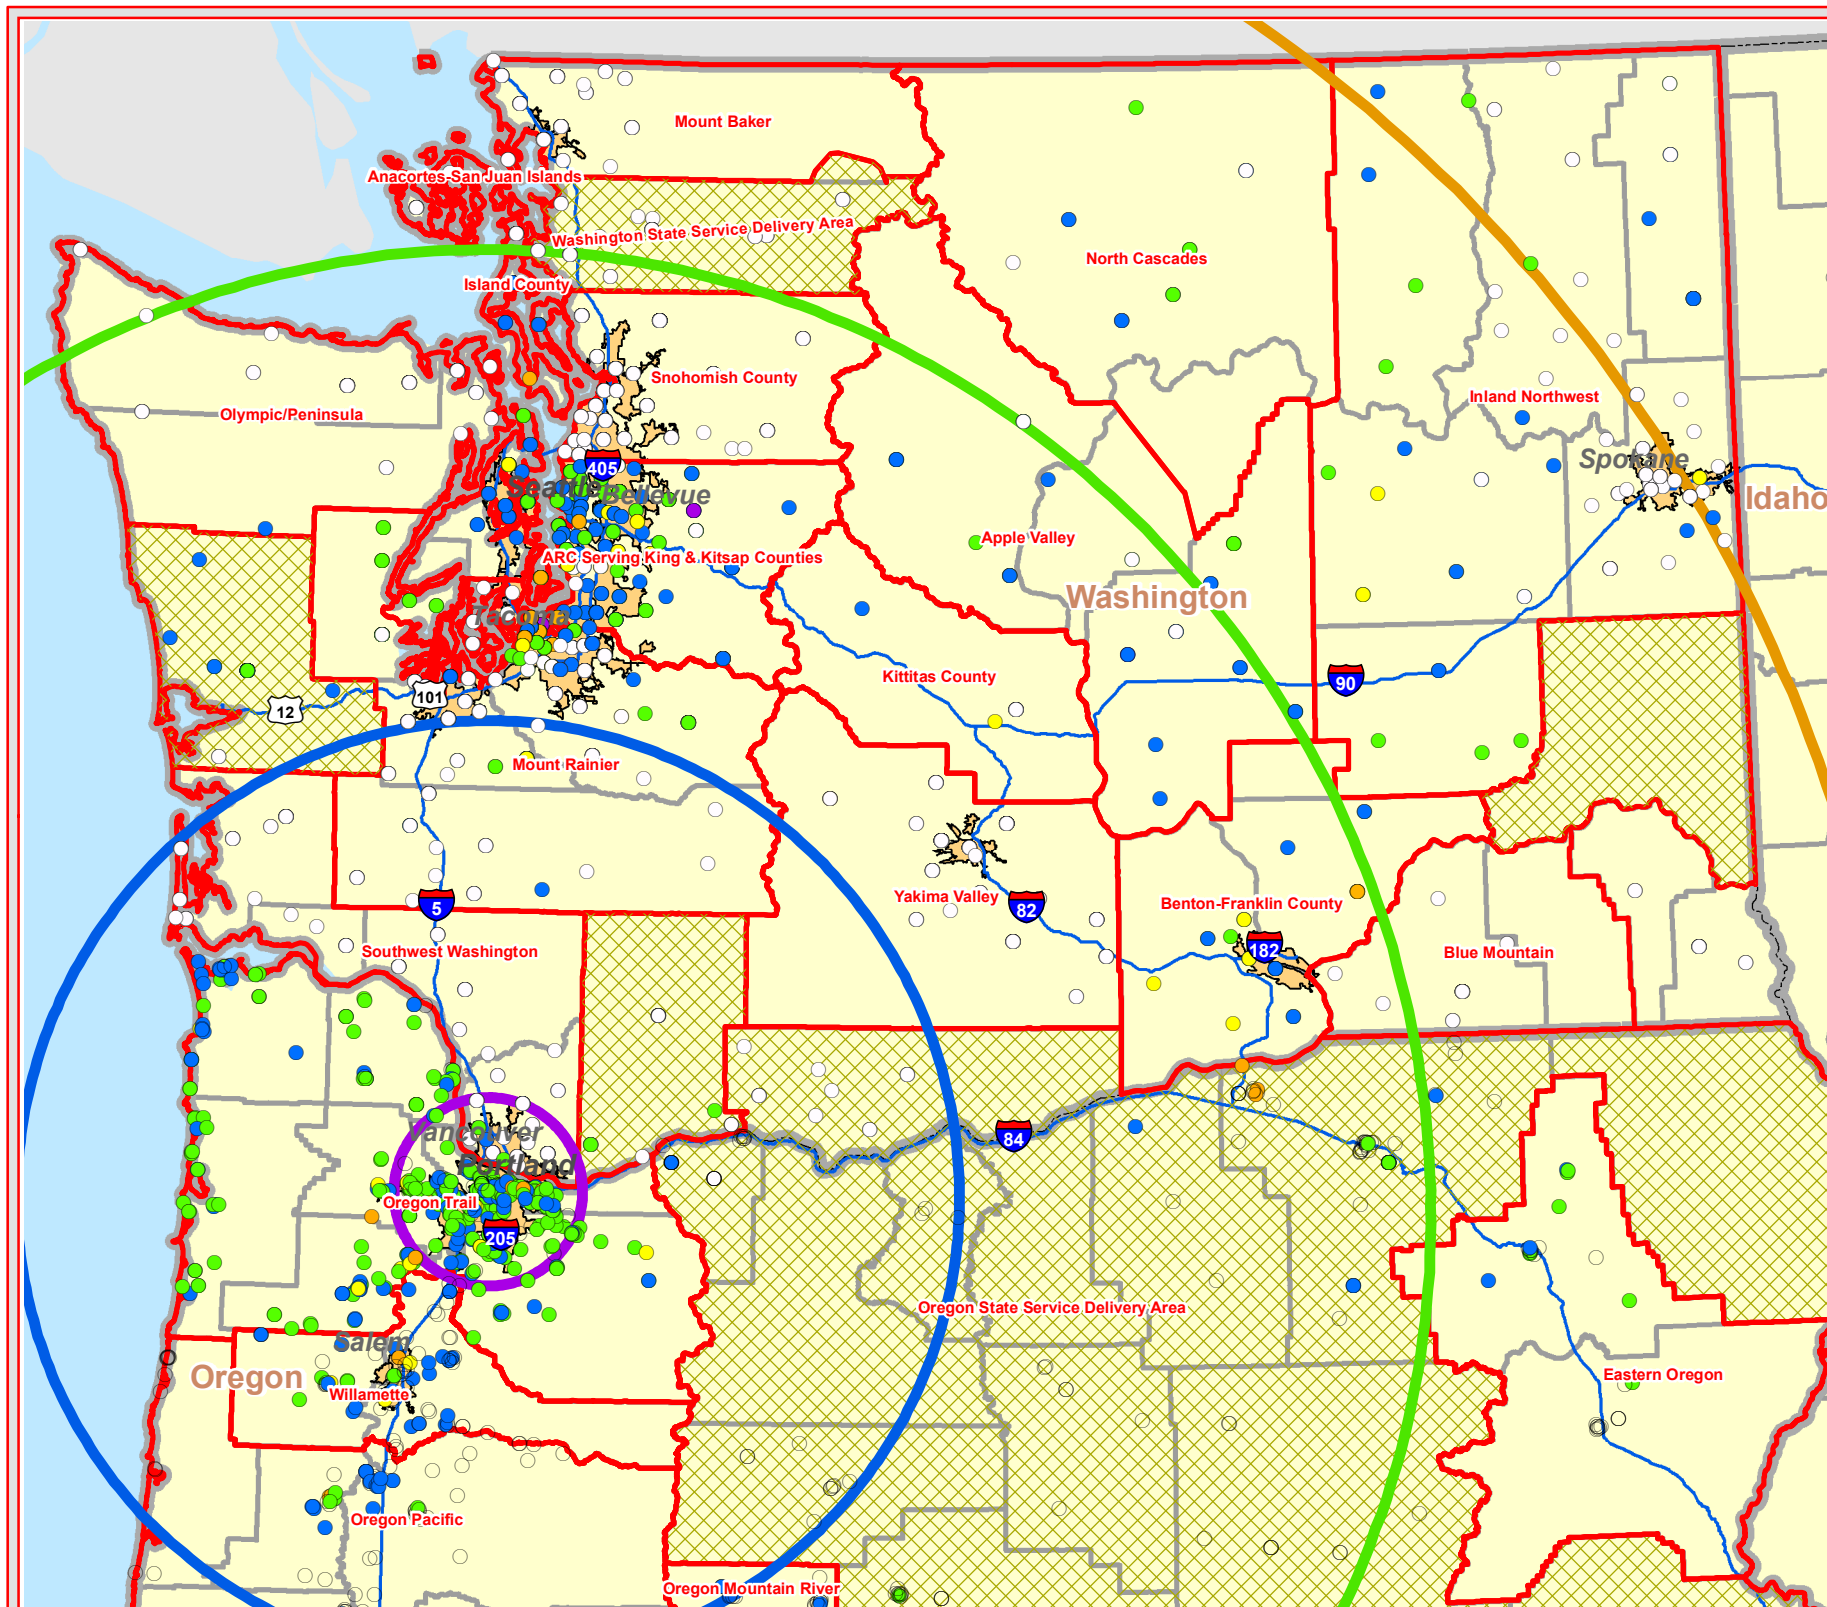 Mount Baker
Anacortes-San Juan Islands
Washington State Service Delivery Area
North Cascades
Island County
Snohomish County
Olympic/Peninsula
Inland Northwest
405
Spokane
Seattle
Bellevue
Idaho
Apple Valley
ARC Serving King & Kitsap Counties
Washington
Tacoma
Kittitas County
90
101
12
Mount Rainier
Yakima Valley
5
82
Benton-Franklin County
182
Southwest Washington
Blue Mountain
Vancouver
84
Portland
Oregon Trail
205
Oregon State Service Delivery Area
Salem
Oregon
Eastern Oregon
Willamette
Oregon Pacific
Oregon Mountain River